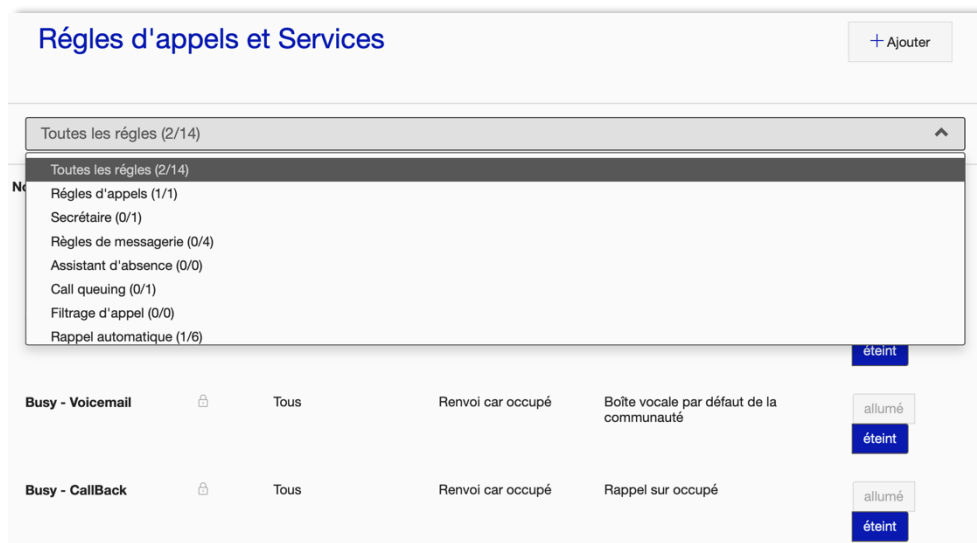 Régles d'appels et Services
+ Ajouter
Toutes les régles (2/14)
Toutes les régles (2/14)
Régles d'appels (1/1)
Secrétaire (0/1)
Règles de messagerie (0/4)
Assistant d'absence (0/0)
Call queuing (0/1)
Filtrage d'appel (0/0)
Rappel automatique (1/6)
éteint
Busy - Voicemail Tous Renvoi car occupé Boîte vocale par défaut de la communauté allumé
éteint
Busy - CallBack Tous Renvoi car occupé Rappel sur occupé allumé
éteint